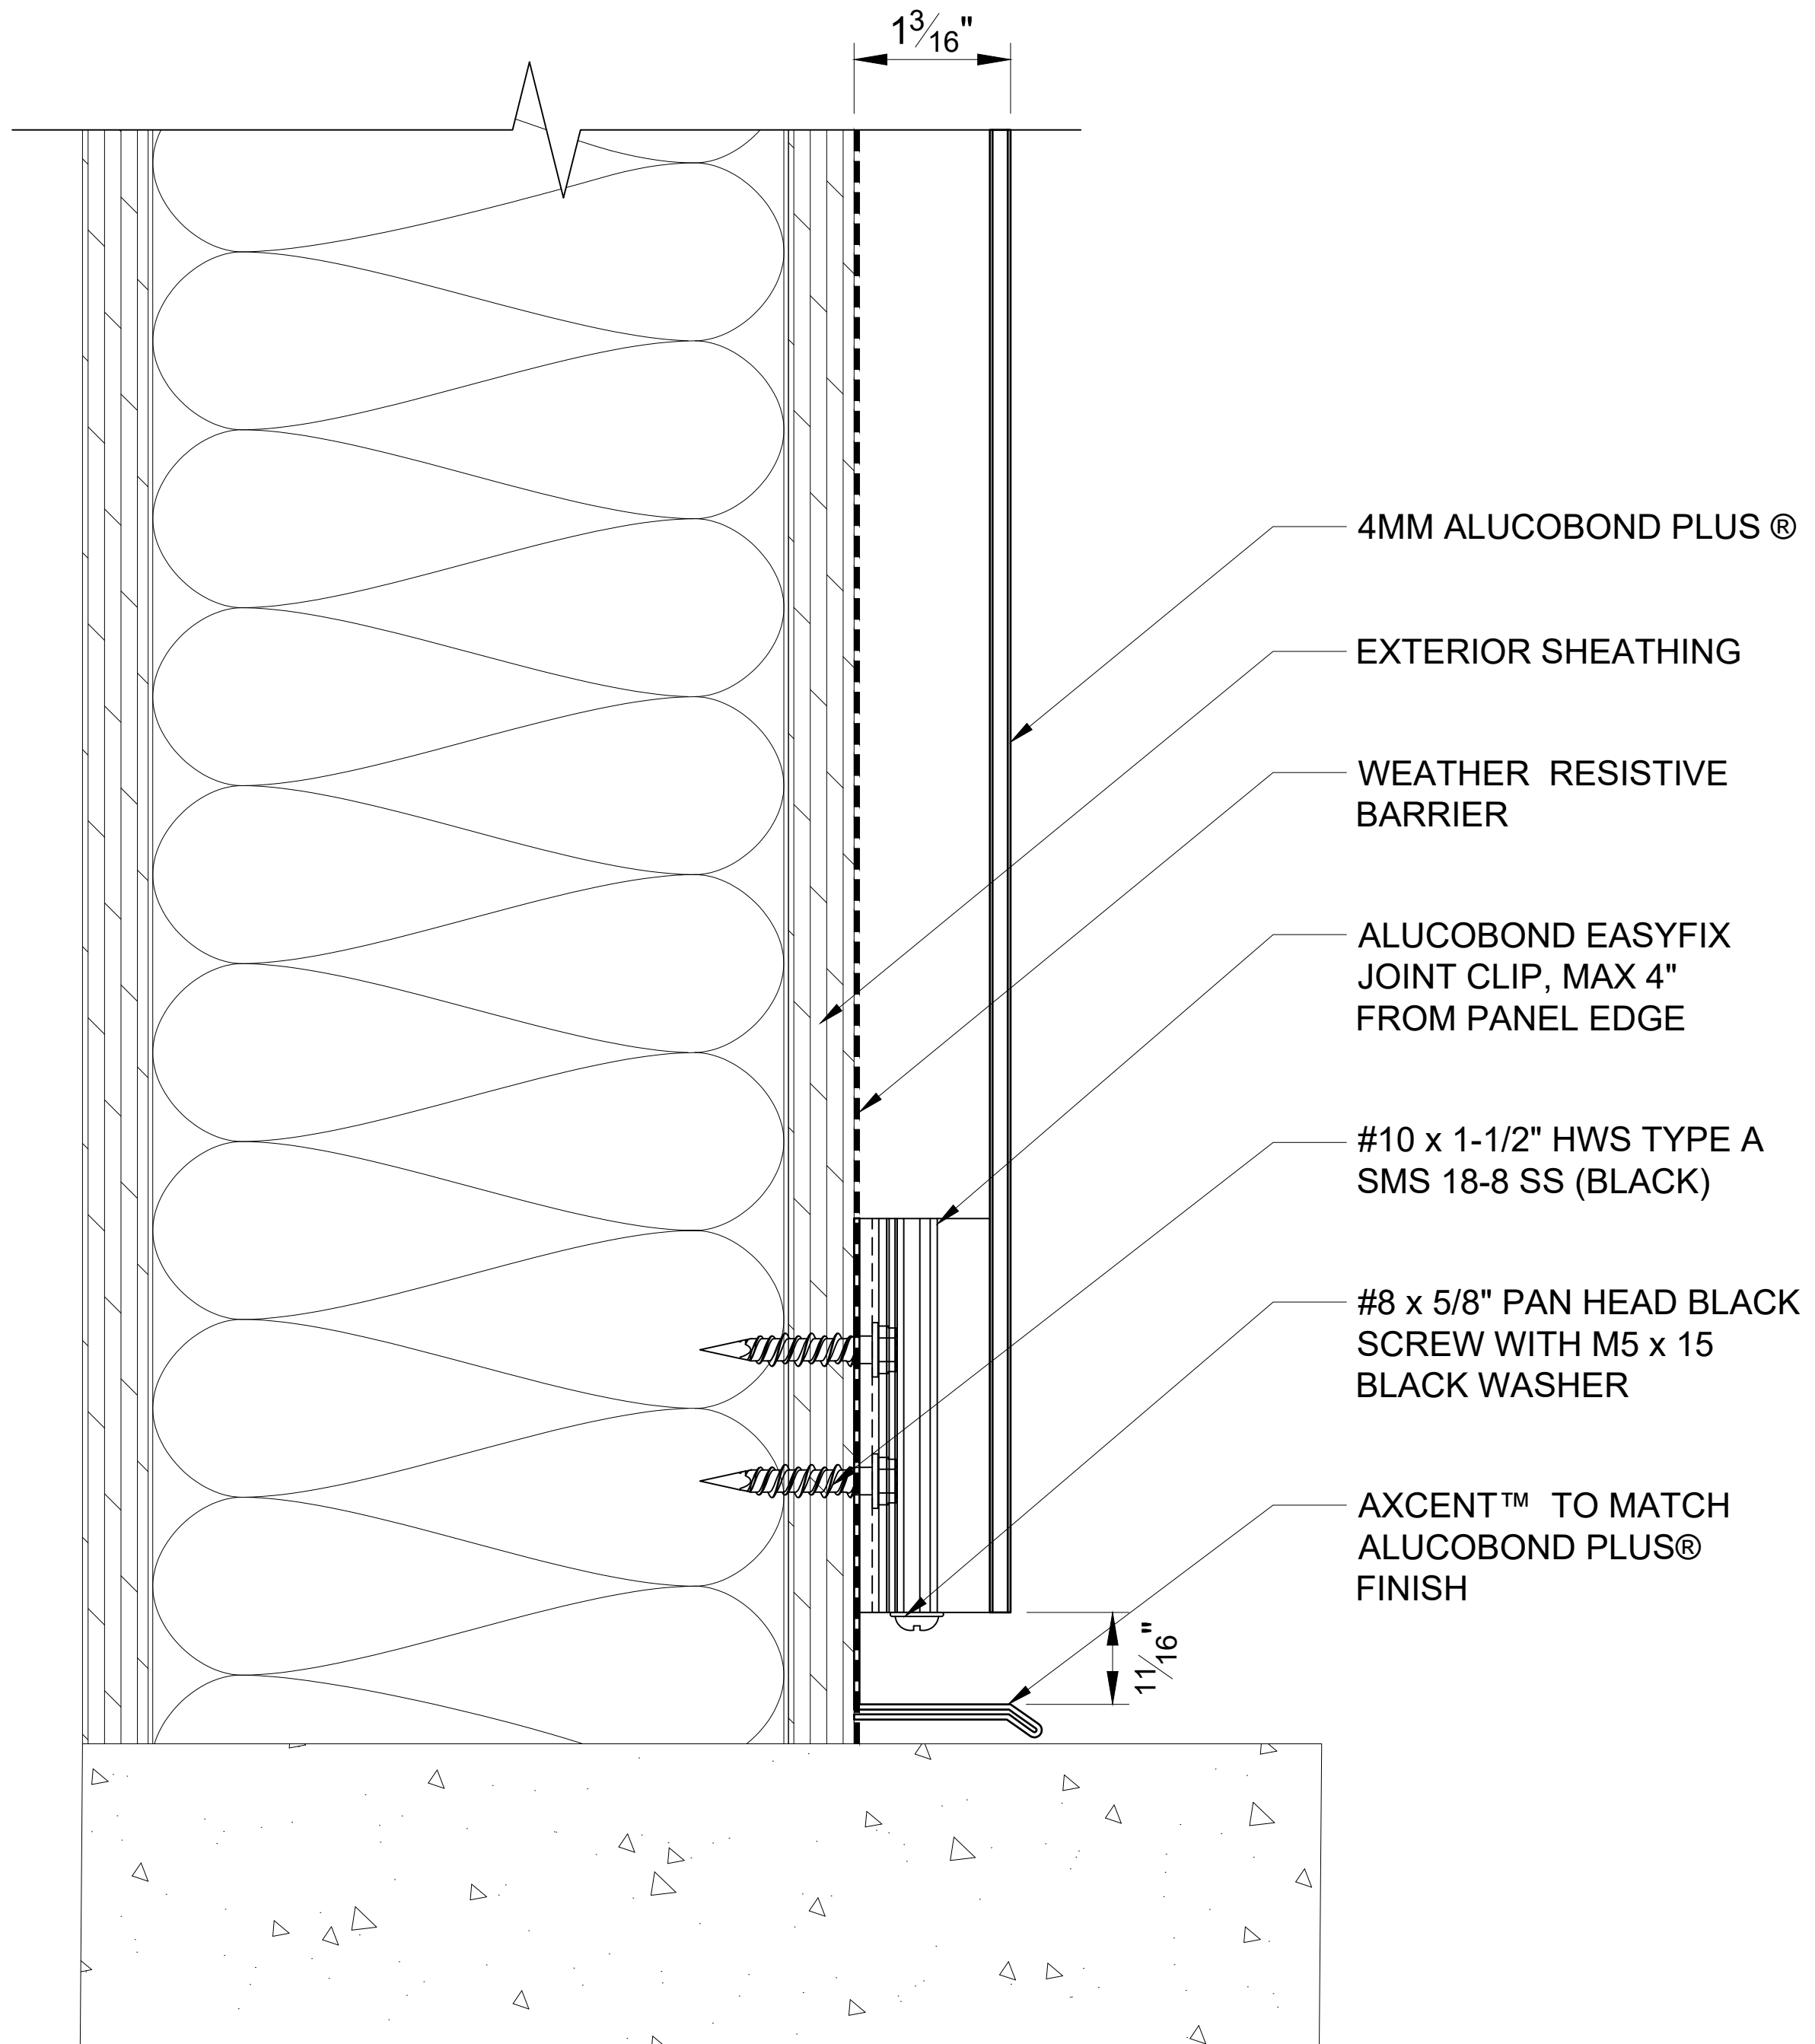 1 3/16"
4MM ALUCOBOND PLUS ®
EXTERIOR SHEATHING
WEATHER RESISTIVE
BARRIER
ALUCOBOND EASYFIX
JOINT CLIP, MAX 4"
FROM PANEL EDGE
#10 x 1-1/2" HWS TYPE A
SMS 18-8 SS (BLACK)
#8 x 5/8" PAN HEAD BLACK
SCREW WITH M5 x 15
BLACK WASHER
AXCENT™ TO MATCH
ALUCOBOND PLUS®
FINISH
11/16"